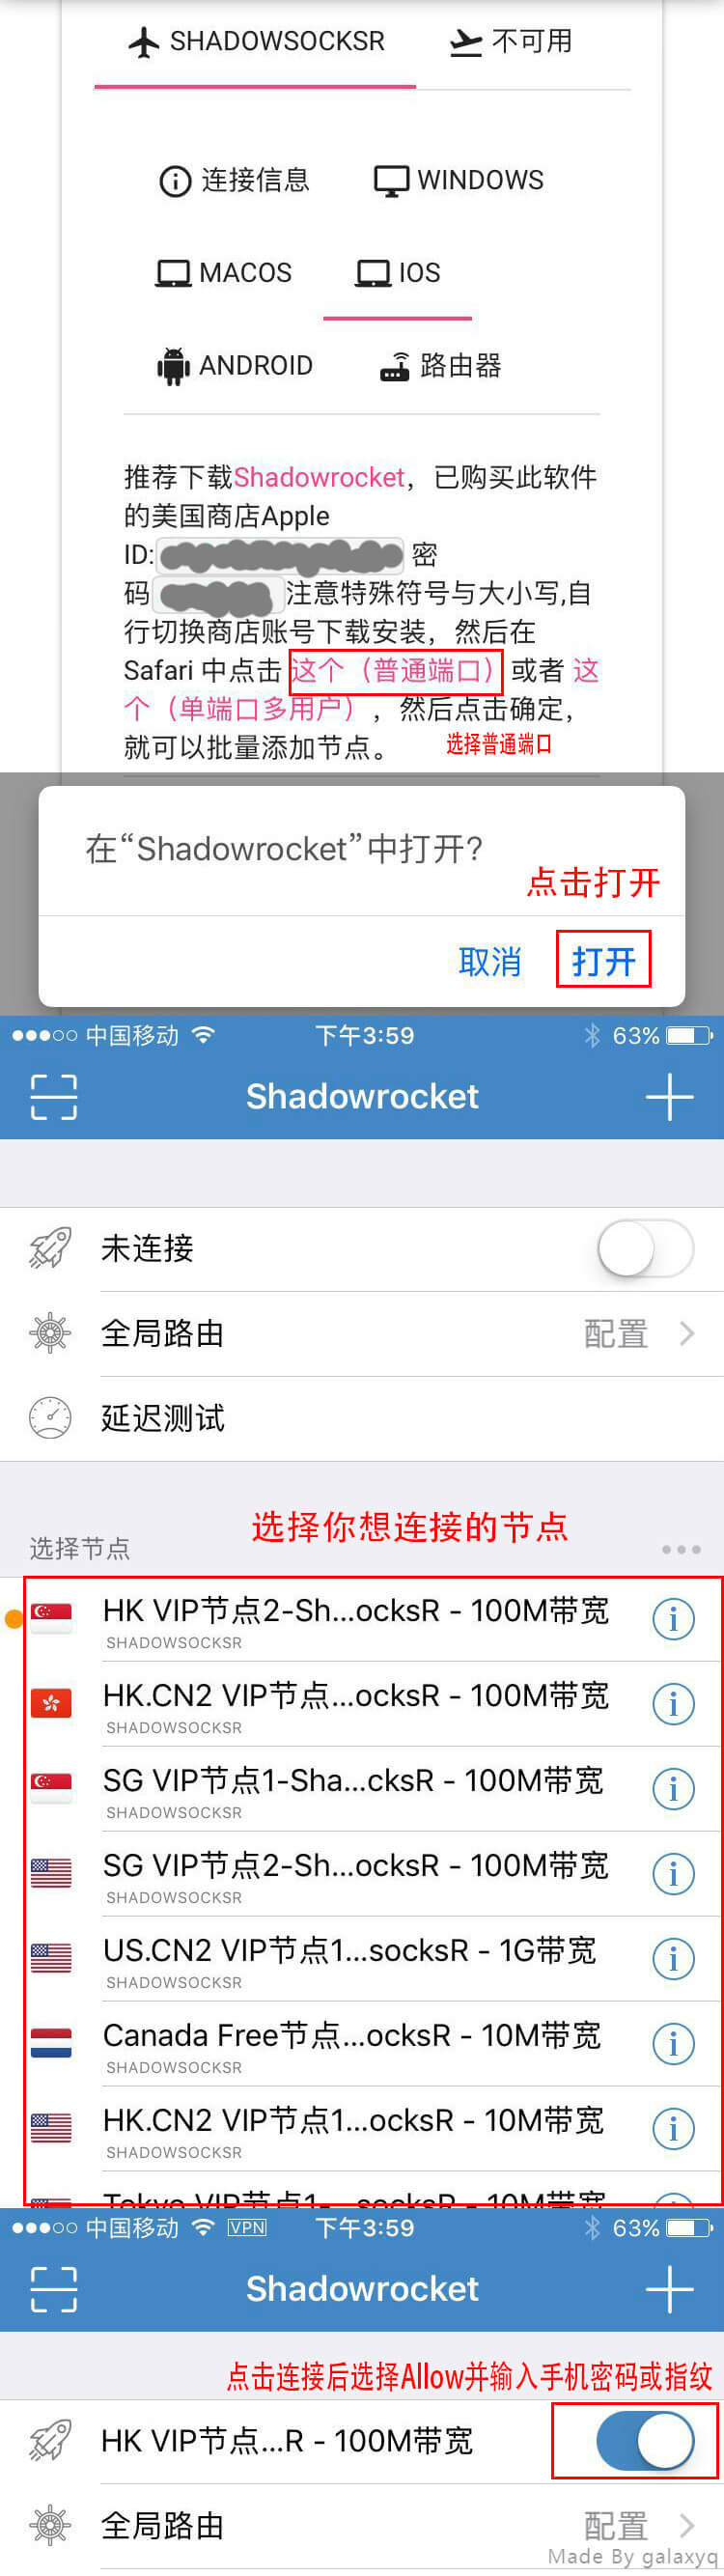 SHADOWSOCKSR 不可用
连接信息 WINDOWS
MACOS IOS
ANDROID 路由器
推荐下载Shadowrocket，已购买此软件
的美国商店Apple
ID: 密
码 注意特殊符号与大小写,自
行切换商店账号下载安装，然后在
Safari 中点击 这个（普通端口） 或者 这
个（单端口多用户），然后点击确定，
就可以批量添加节点。
选择普通端口
在“Shadowrocket”中打开?
点击打开
取消 打开
中国移动 下午3:59 63%
Shadowrocket
未连接
全局路由 配置
延迟测试
选择你想连接的节点
选择节点
HK VIP节点2-Sh...ocksR - 100M带宽
SHADOWSOCKSR
HK.CN2 VIP节点...ocksR - 100M带宽
SHADOWSOCKSR
SG VIP节点1-Sha...cksR - 100M带宽
SHADOWSOCKSR
SG VIP节点2-Sh...ocksR - 100M带宽
SHADOWSOCKSR
US.CN2 VIP节点1...socksR - 1G带宽
SHADOWSOCKSR
Canada Free节点...ocksR - 10M带宽
SHADOWSOCKSR
HK.CN2 VIP节点1...ocksR - 10M带宽
SHADOWSOCKSR
Tokyo VIP节点1-...socksR - 10M带宽
中国移动 VPN 下午3:59 63%
Shadowrocket
点击连接后选择Allow并输入手机密码或指纹
HK VIP节点...R - 100M带宽
全局路由 配置
Made By galaxyq